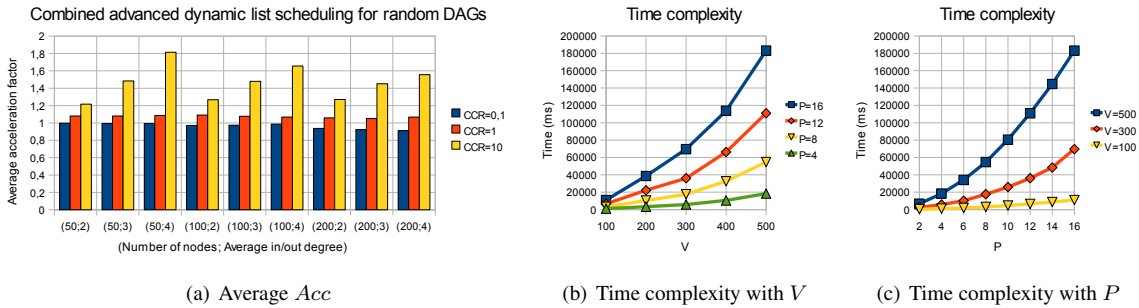 Combined advanced dynamic list scheduling for random DAGs
Average acceleration factor
2
1,8
1,6
1,4
1,2
1
0,8
0,6
0,4
0,2
0
(50;2) (50;3) (50;4) (100;2) (100;3) (100;4) (200;2) (200;3) (200;4)
(Number of nodes; Average in/out degree)
CCR=0,1
CCR=1
CCR=10
(a) Average Acc
Time complexity
Time (ms)
200000
180000
160000
140000
120000
100000
80000
60000
40000
20000
0
100 200 300 400 500
V
P=16
P=12
P=8
P=4
(b) Time complexity with V
Time complexity
Time (ms)
200000
180000
160000
140000
120000
100000
80000
60000
40000
20000
0
2 4 6 8 10 12 14 16
P
V=500
V=300
V=100
(c) Time complexity with P